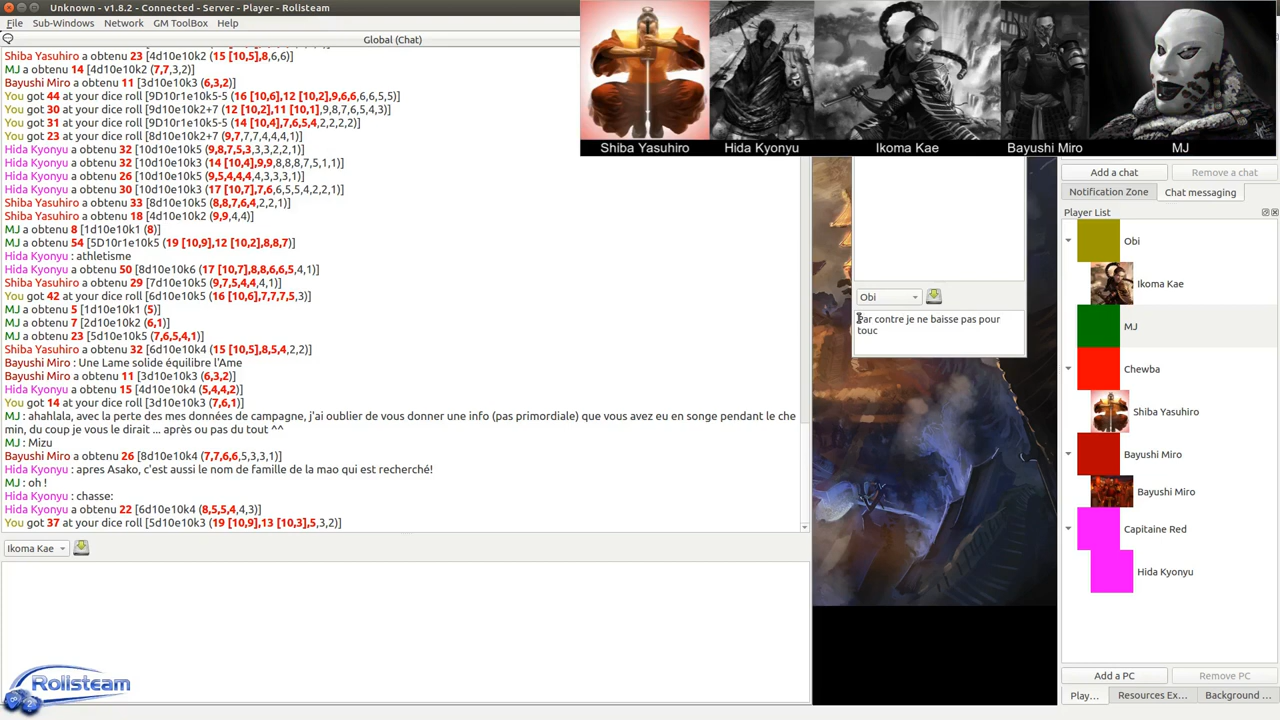 Unknown - v1.8.2 - Connected - Server - Player - Rolisteam
File Sub-Windows Network GM ToolBox Help
Global (Chat)
Shiba Yasuhiro a obtenu 23 [4d10e10k2 (15 [10,5],8,6,6)]
MJ a obtenu 14 [4d10e10k2 (7,7,3,2)]
Bayushi Miro a obtenu 11 [3d10e10k3 (6,3,2)]
You got 44 at your dice roll [9D10r1e10k5-5 (16 [10,6],12 [10,2],9,6,6,6,6,5,5)]
You got 30 at your dice roll [9d10e10k2+7 (12 [10,2],11 [10,1],9,8,7,6,5,4,3)]
You got 31 at your dice roll [9D10r1e10k5-5 (14 [10,4],7,6,5,4,2,2,2,2)]
You got 23 at your dice roll [8d10e10k2+7 (9,7,7,7,4,4,4,1)]
Hida Kyonyu a obtenu 32 [10d10e10k5 (9,8,7,5,3,3,3,2,2,1)]
Hida Kyonyu a obtenu 32 [10d10e10k3 (14 [10,4],9,9,8,8,8,7,5,1,1)]
Hida Kyonyu a obtenu 26 [10d10e10k5 (9,5,4,4,4,4,3,3,3,1)]
Hida Kyonyu a obtenu 30 [10d10e10k3 (17 [10,7],7,6,6,5,5,4,2,2,1)]
Shiba Yasuhiro a obtenu 33 [8d10e10k5 (8,8,7,6,4,2,2,1)]
Shiba Yasuhiro a obtenu 18 [4d10e10k2 (9,9,4,4)]
MJ a obtenu 8 [1d10e10k1 (8)]
MJ a obtenu 54 [5D10r1e10k5 (19 [10,9],12 [10,2],8,8,7)]
Hida Kyonyu : athletisme
Hida Kyonyu a obtenu 50 [8d10e10k6 (17 [10,7],8,8,6,6,5,4,1)]
Shiba Yasuhiro a obtenu 29 [7d10e10k5 (9,7,5,4,4,4,1)]
You got 42 at your dice roll [6d10e10k5 (16 [10,6],7,7,7,5,3)]
MJ a obtenu 5 [1d10e10k1 (5)]
MJ a obtenu 7 [2d10e10k2 (6,1)]
MJ a obtenu 23 [5d10e10k5 (7,6,5,4,1)]
Shiba Yasuhiro a obtenu 32 [6d10e10k4 (15 [10,5],8,5,4,2,2)]
Bayushi Miro : Une Lame solide équilibre l'Ame
Bayushi Miro a obtenu 11 [3d10e10k3 (6,3,2)]
Hida Kyonyu a obtenu 15 [4d10e10k4 (5,4,4,2)]
You got 14 at your dice roll [3d10e10k3 (7,6,1)]
MJ : ahahlala, avec la perte des mes données de campagne, j'ai oublier de vous donner une info (pas primordiale) que vous avez eu en songe pendant le che
min, du coup je vous le dirait ... après ou pas du tout ^^
MJ : Mizu
Bayushi Miro a obtenu 26 [8d10e10k4 (7,7,6,6,5,3,3,1)]
Hida Kyonyu : apres Asako, c'est aussi le nom de famille de la mao qui est recherché!
MJ : oh !
Hida Kyonyu : chasse:
Hida Kyonyu a obtenu 22 [6d10e10k4 (8,5,5,4,4,3)]
You got 37 at your dice roll [5d10e10k3 (19 [10,9],13 [10,3],5,3,2)]
Ikoma Kae
Rolisteam
Shiba Yasuhiro Hida Kyonyu Ikoma Kae Bayushi Miro MJ
Obi
Par contre je ne baisse pas pour
touc
Add a chat Remove a chat
Notification Zone Chat messaging
Player List
Obi
Ikoma Kae
MJ
Chewba
Shiba Yasuhiro
Bayushi Miro
Bayushi Miro
Capitaine Red
Hida Kyonyu
Add a PC Remove PC
Play... Resources Ex... Background ...